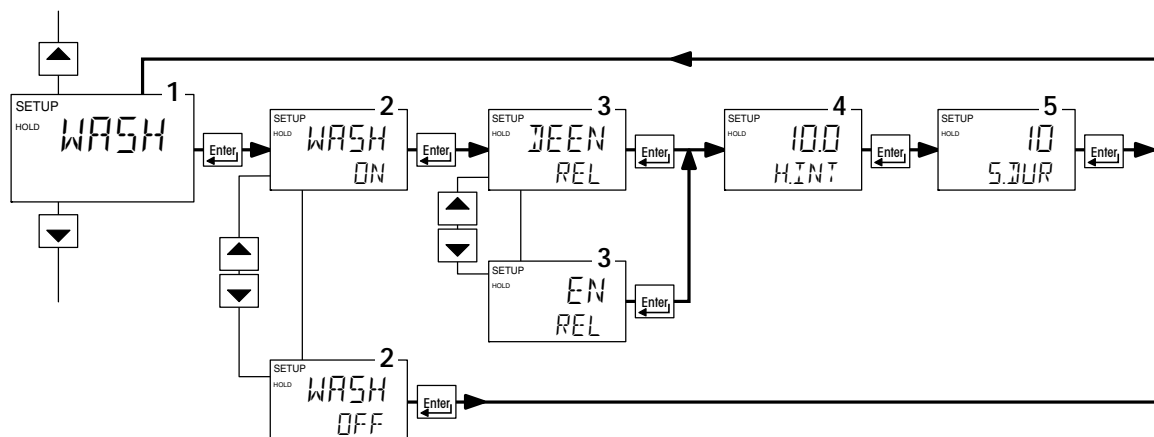 1
SETUP
HOLD
WASH
Enter
2
SETUP
HOLD
WASH
ON
Enter
3
SETUP
HOLD
DEEN
REL
Enter
4
SETUP
HOLD
10.0
H.INT
Enter
5
SETUP
HOLD
10
S.DUR
Enter
3
SETUP
HOLD
EN
REL
Enter
2
SETUP
HOLD
WASH
OFF
Enter